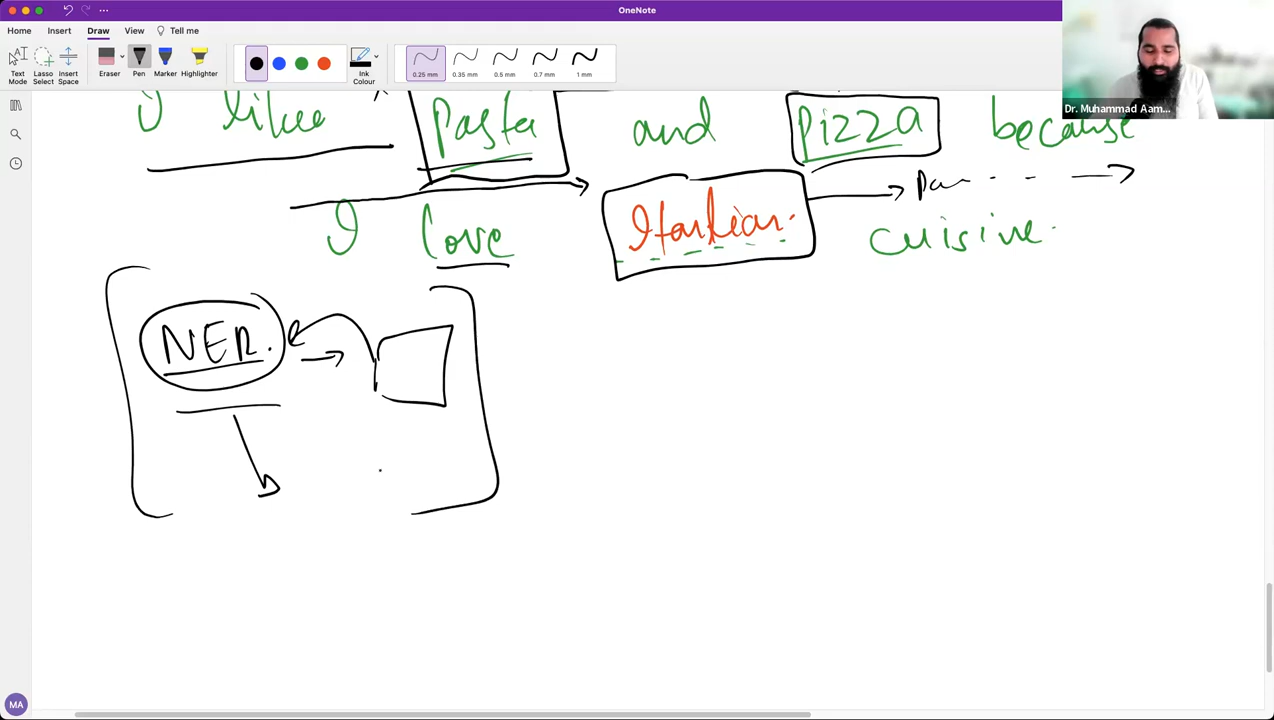 OneNote
Home Insert Draw View Tell me
Text Mode Lasso Select Insert Space Eraser Pen Marker Highlighter 0.25 mm 0.35 mm 0.5 mm 0.7 mm 1 mm Ink Colour
Dr. Muhammad Aam...
I like Pasta and Pizza because
I love Italian. cuisine.
NER.
MA